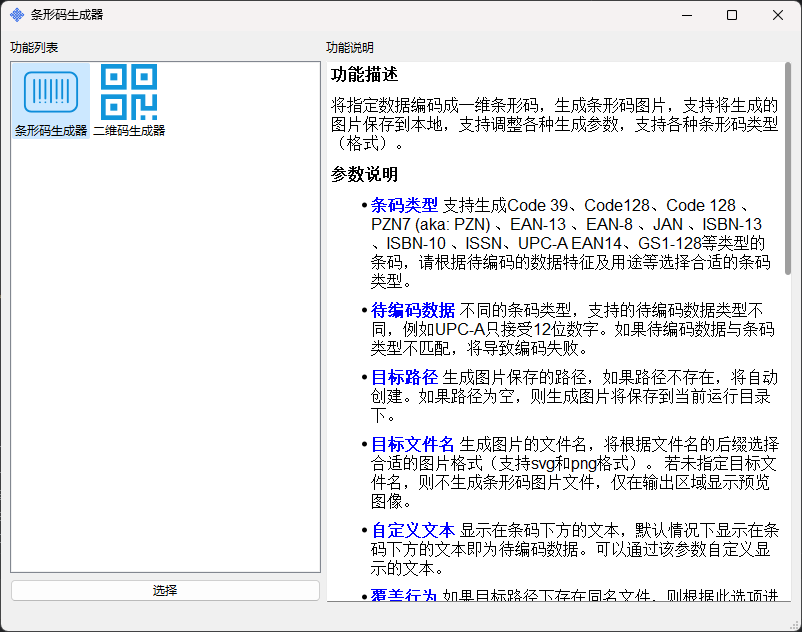 条形码生成器
功能列表
功能说明
条形码生成器
二维码生成器
选择
功能描述
将指定数据编码成一维条形码，生成条形码图片，支持将生成的
图片保存到本地，支持调整各种生成参数，支持各种条形码类型
（格式）。
参数说明
• 条码类型 支持生成Code 39、Code128、Code 128 、
PZN7 (aka: PZN) 、EAN-13 、EAN-8 、JAN 、ISBN-13
、ISBN-10 、ISSN、UPC-A EAN14、GS1-128等类型的
条码，请根据待编码的数据特征及用途等选择合适的条码
类型。
• 待编码数据 不同的条码类型，支持的待编码数据类型不
同，例如UPC-A只接受12位数字。如果待编码数据与条码
类型不匹配，将导致编码失败。
• 目标路径 生成图片保存的路径，如果路径不存在，将自动
创建。如果路径为空，则生成图片将保存到当前运行目录
下。
• 目标文件名 生成图片的文件名，将根据文件名的后缀选择
合适的图片格式（支持svg和png格式）。 若未指定目标文
件名，则不生成条形码图片文件，仅在输出区域显示预览
图像。
• 自定义文本 显示在条码下方的文本，默认情况下显示在条
码下方的文本即为待编码数据。可以通过该参数自定义显
示的文本。
• 覆盖行为 如果目标路径下存在同名文件，则根据此选项进